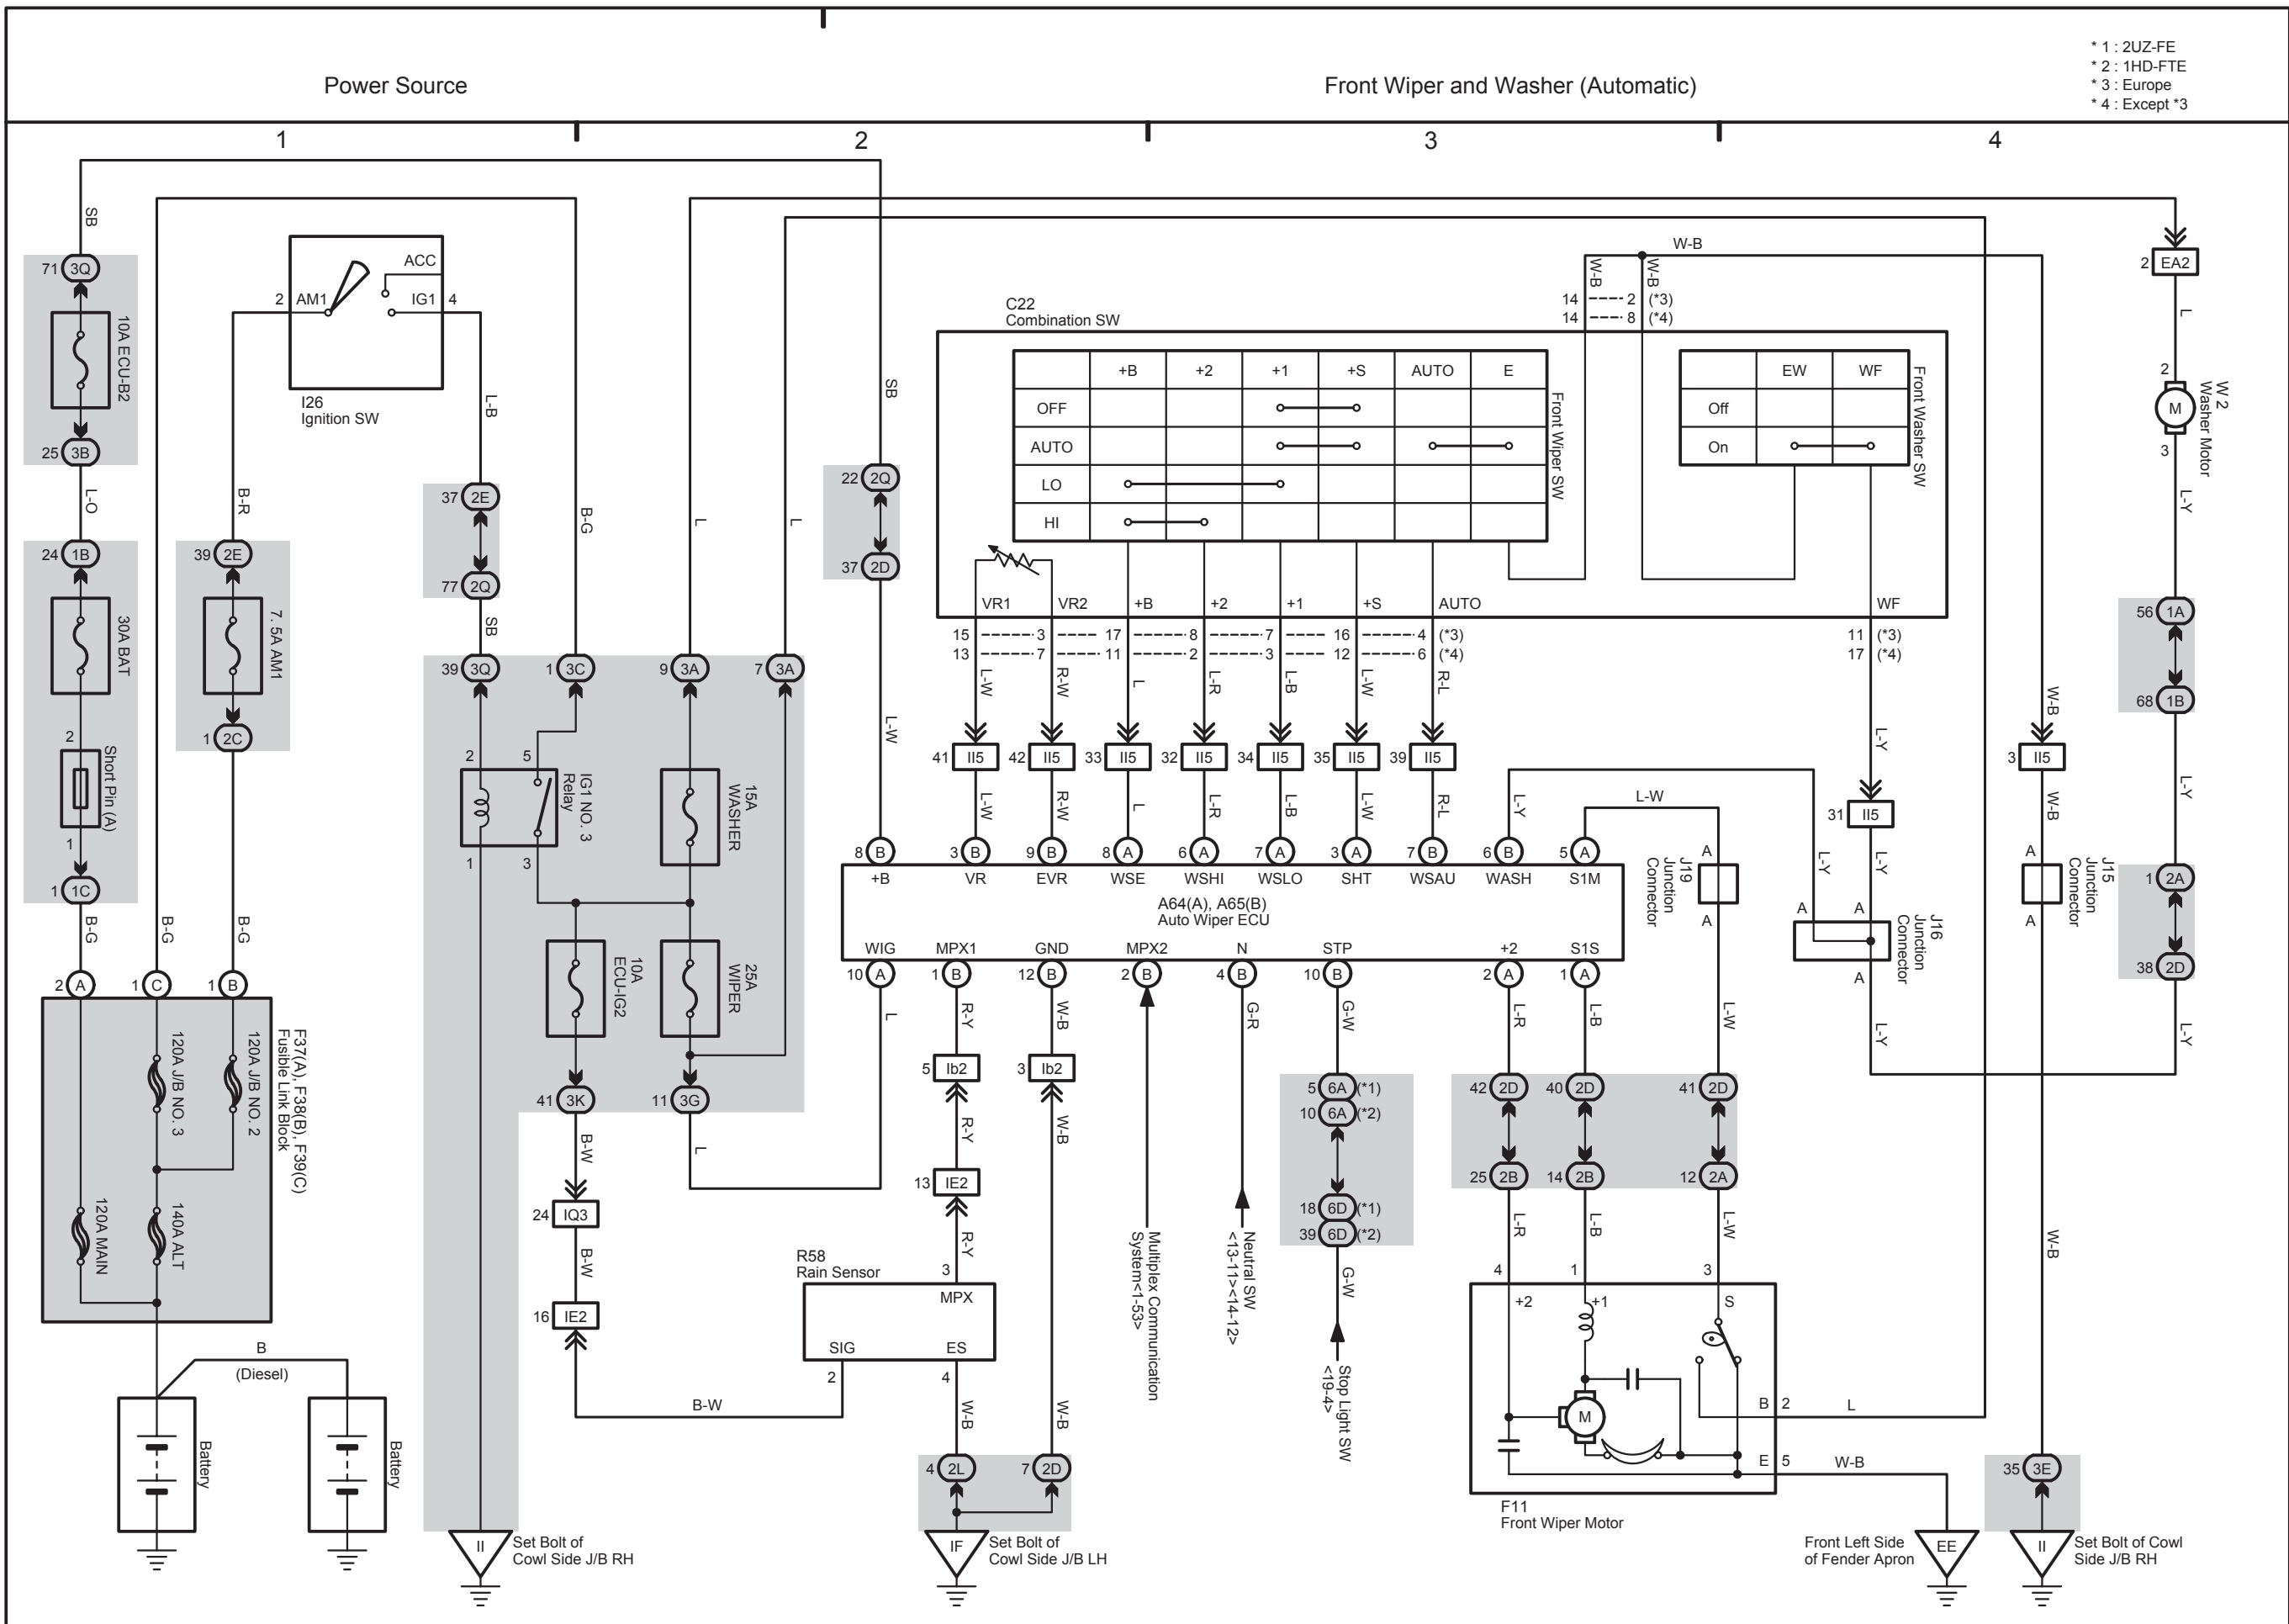 Power Source
Front Wiper and Washer (Automatic)
* 1 : 2UZ-FE
* 2 : 1HD-FTE
* 3 : Europe
* 4 : Except *3
1
2
3
4
SB
71 3Q
10A ECU-B2
25 3B
L-O
24 1B
30A BAT
2
Short Pin (A)
1
1 1C
B-G
2 A
B-G
1 C
B-G
1 B
120A J/B NO. 3
120A J/B NO. 2
120A MAIN
140A ALT
F37(A), F38(B), F39(C)
Fusible Link Block
B
(Diesel)
Battery
Battery
B-R
39 2E
7. 5A AM1
1 2C
2 AM1
ACC
IG1 4
I26
Ignition SW
L-B
37 2E
77 2Q
SB
B-G
39 3Q
1 3C
9 3A
7 3A
L
L
2
5
IG1 NO. 3
Relay
1
3
15A
WASHER
10A
ECU-IG2
25A
WIPER
41 3K
11 3G
B-W
24 IQ3
B-W
16 IE2
B-W
L
II
Set Bolt of
Cowl Side J/B RH
SB
22 2Q
37 2D
L-W
C22
Combination SW
+B +2 +1 +S AUTO E
OFF
AUTO
LO
HI
Front Wiper SW
EW WF
Off
On
Front Washer SW
W-B
W-B
W-B
14 2 (*3)
14 8 (*4)
VR1 VR2 +B +2 +1 +S AUTO WF
15 3 17 8 7 16 4 (*3)
13 7 11 2 3 12 6 (*4)
11 (*3)
17 (*4)
L-W R-W L L-R L-B L-W R-L
41 II5
42 II5
33 II5
32 II5
34 II5
35 II5
39 II5
L-W R-W L L-R L-B L-W R-L L-Y
L-W
8 B 3 B 9 B 8 A 6 A 7 A 3 A 7 B 6 B 5 A
+B VR EVR WSE WSHI WSLO SHT WSAU WASH S1M
A64(A), A65(B)
Auto Wiper ECU
WIG MPX1 GND MPX2 N STP +2 S1S
10 A 1 B 12 B 2 B 4 B 10 B 2 A 1 A
L
R-Y
5 Ib2
R-Y
13 IE2
R-Y
3
R58
Rain Sensor
MPX
SIG ES
2 4
W-B
4 2L
W-B
3 Ib2
W-B
W-B
7 2D
IF
Set Bolt of
Cowl Side J/B LH
Multiplex Communication
System<1-53>
G-R
Neutral SW
<13-11><14-12>
G-W
5 6A (*1)
10 6A (*2)
18 6D (*1)
39 6D (*2)
G-W
Stop Light SW
<19-4>
L-R L-B L-W
42 2D
40 2D
41 2D
25 2B
14 2B
12 2A
L-R L-B L-W
4 1 3
+2 +1 S
M
B 2
E 5
L
W-B
F11
Front Wiper Motor
Front Left Side
of Fender Apron
EE
A
J19
Junction
Connector
A
L-Y
31 II5
L-Y
L-Y
A A
J16
Junction
Connector
A
L-Y
W-B
3 II5
W-B
A
J15
Junction
Connector
A
W-B
35 3E
II
Set Bolt of Cowl
Side J/B RH
2 EA2
L
2
M
W 2
Washer Motor
3
L-Y
56 1A
68 1B
L-Y
1 2A
38 2D
L-Y